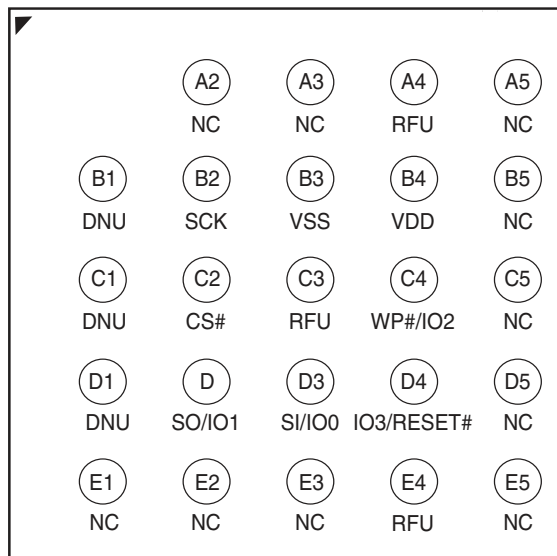 A2 A3 A4 A5
NC NC RFU NC
B1 B2 B3 B4 B5
DNU SCK VSS VDD NC
C1 C2 C3 C4 C5
DNU CS# RFU WP#/IO2 NC
D1 D D3 D4 D5
DNU SO/IO1 SI/IO0 IO3/RESET# NC
E1 E2 E3 E4 E5
NC NC NC RFU NC